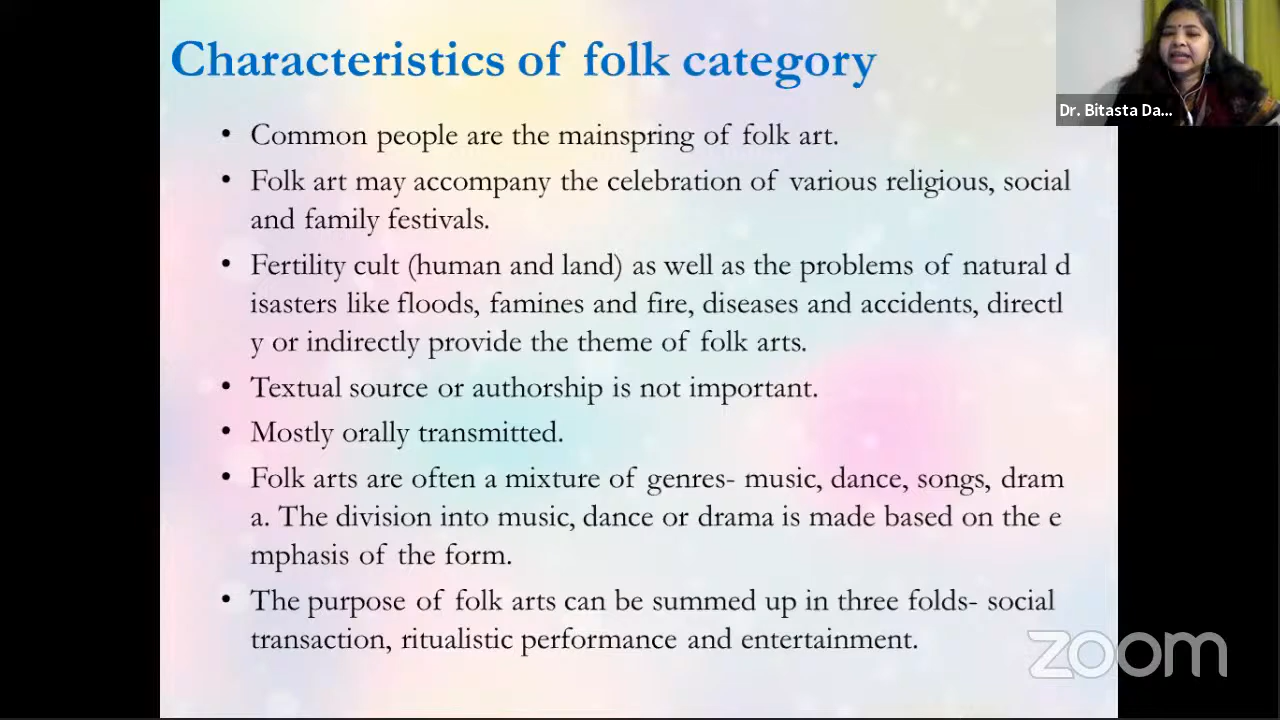 Characteristics of folk category
Dr. Bitasta Da...
• Common people are the mainspring of folk art.
• Folk art may accompany the celebration of various religious, social
and family festivals.
• Fertility cult (human and land) as well as the problems of natural d
isasters like floods, famines and fire, diseases and accidents, directl
y or indirectly provide the theme of folk arts.
• Textual source or authorship is not important.
• Mostly orally transmitted.
• Folk arts are often a mixture of genres- music, dance, songs, dram
a. The division into music, dance or drama is made based on the e
mphasis of the form.
• The purpose of folk arts can be summed up in three folds- social
transaction, ritualistic performance and entertainment.
zoom